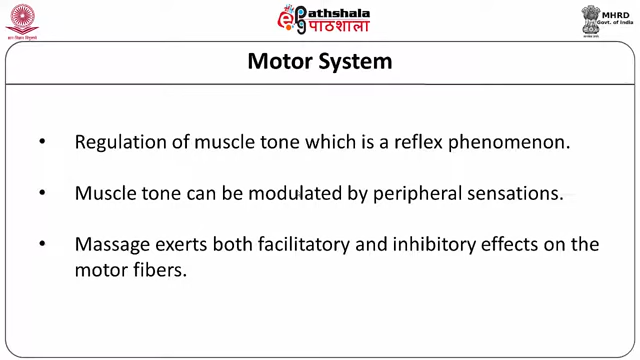 ePathshala
पाठशाला
MHRD
Govt. of India
Motor System
• Regulation of muscle tone which is a reflex phenomenon.
• Muscle tone can be modulated by peripheral sensations.
• Massage exerts both facilitatory and inhibitory effects on the
motor fibers.